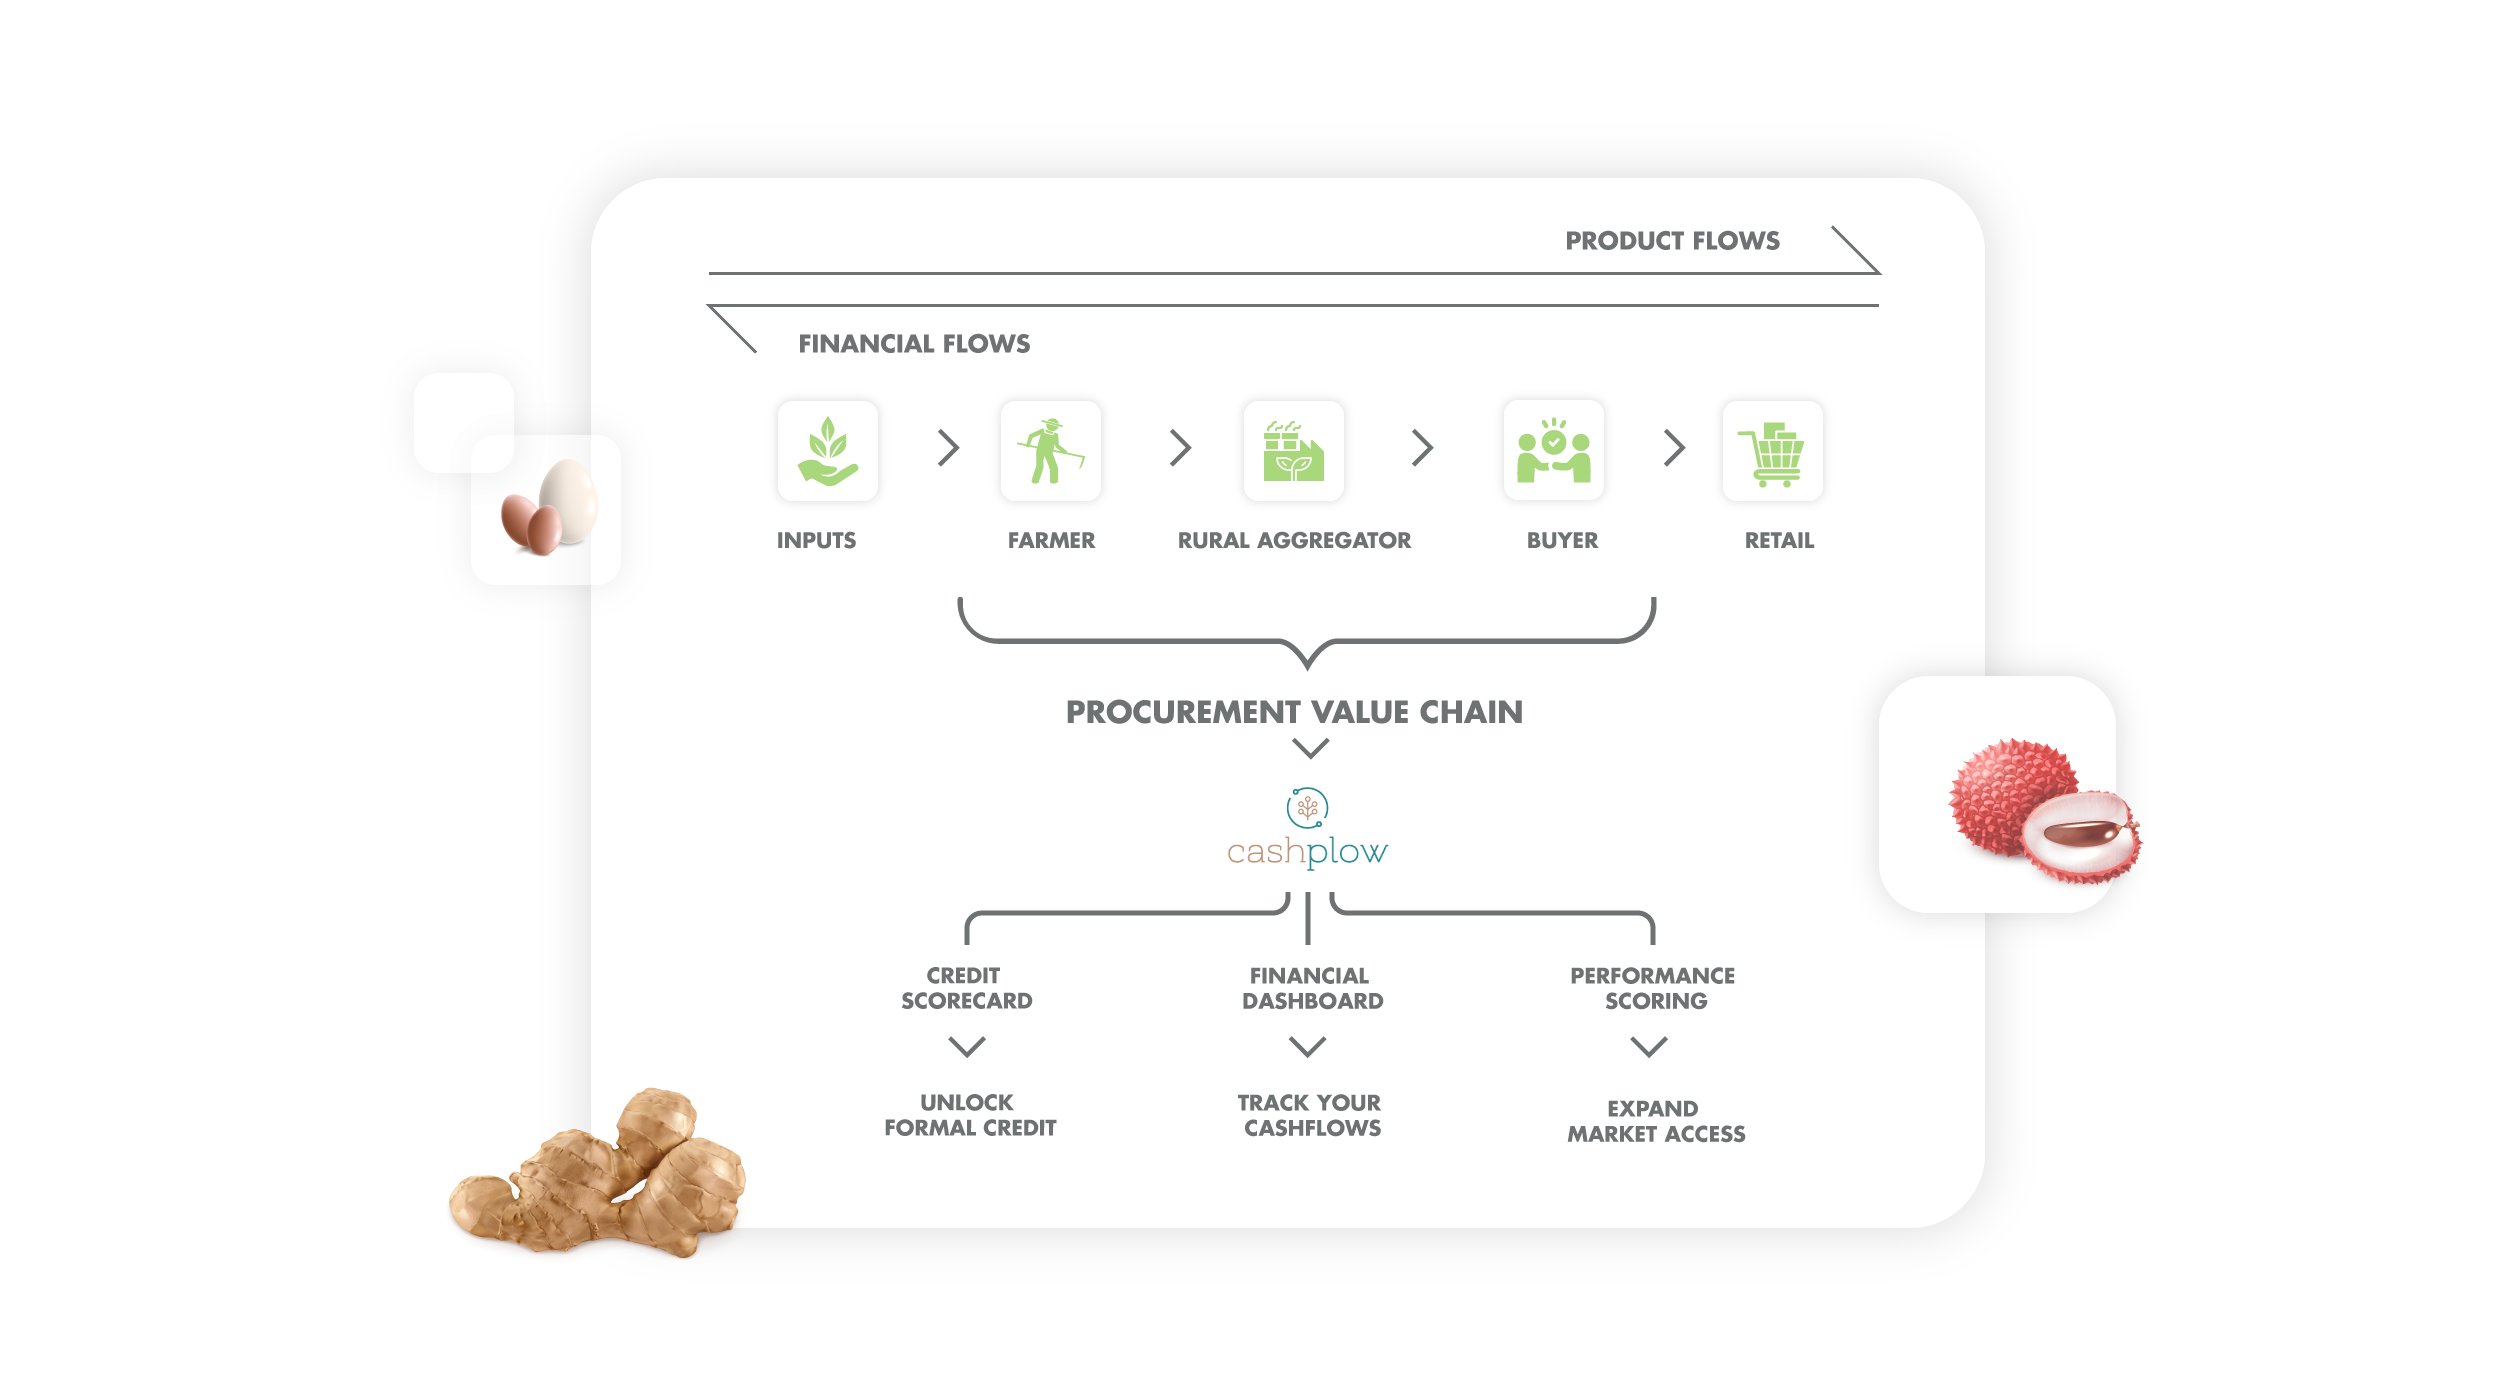 PRODUCT FLOWS
FINANCIAL FLOWS
INPUTS
FARMER
RURAL AGGREGATOR
BUYER
RETAIL
PROCUREMENT VALUE CHAIN
cashplow
CREDIT
SCORECARD
FINANCIAL
DASHBOARD
PERFORMANCE
SCORING
UNLOCK
FORMAL CREDIT
TRACK YOUR
CASHFLOWS
EXPAND
MARKET ACCESS